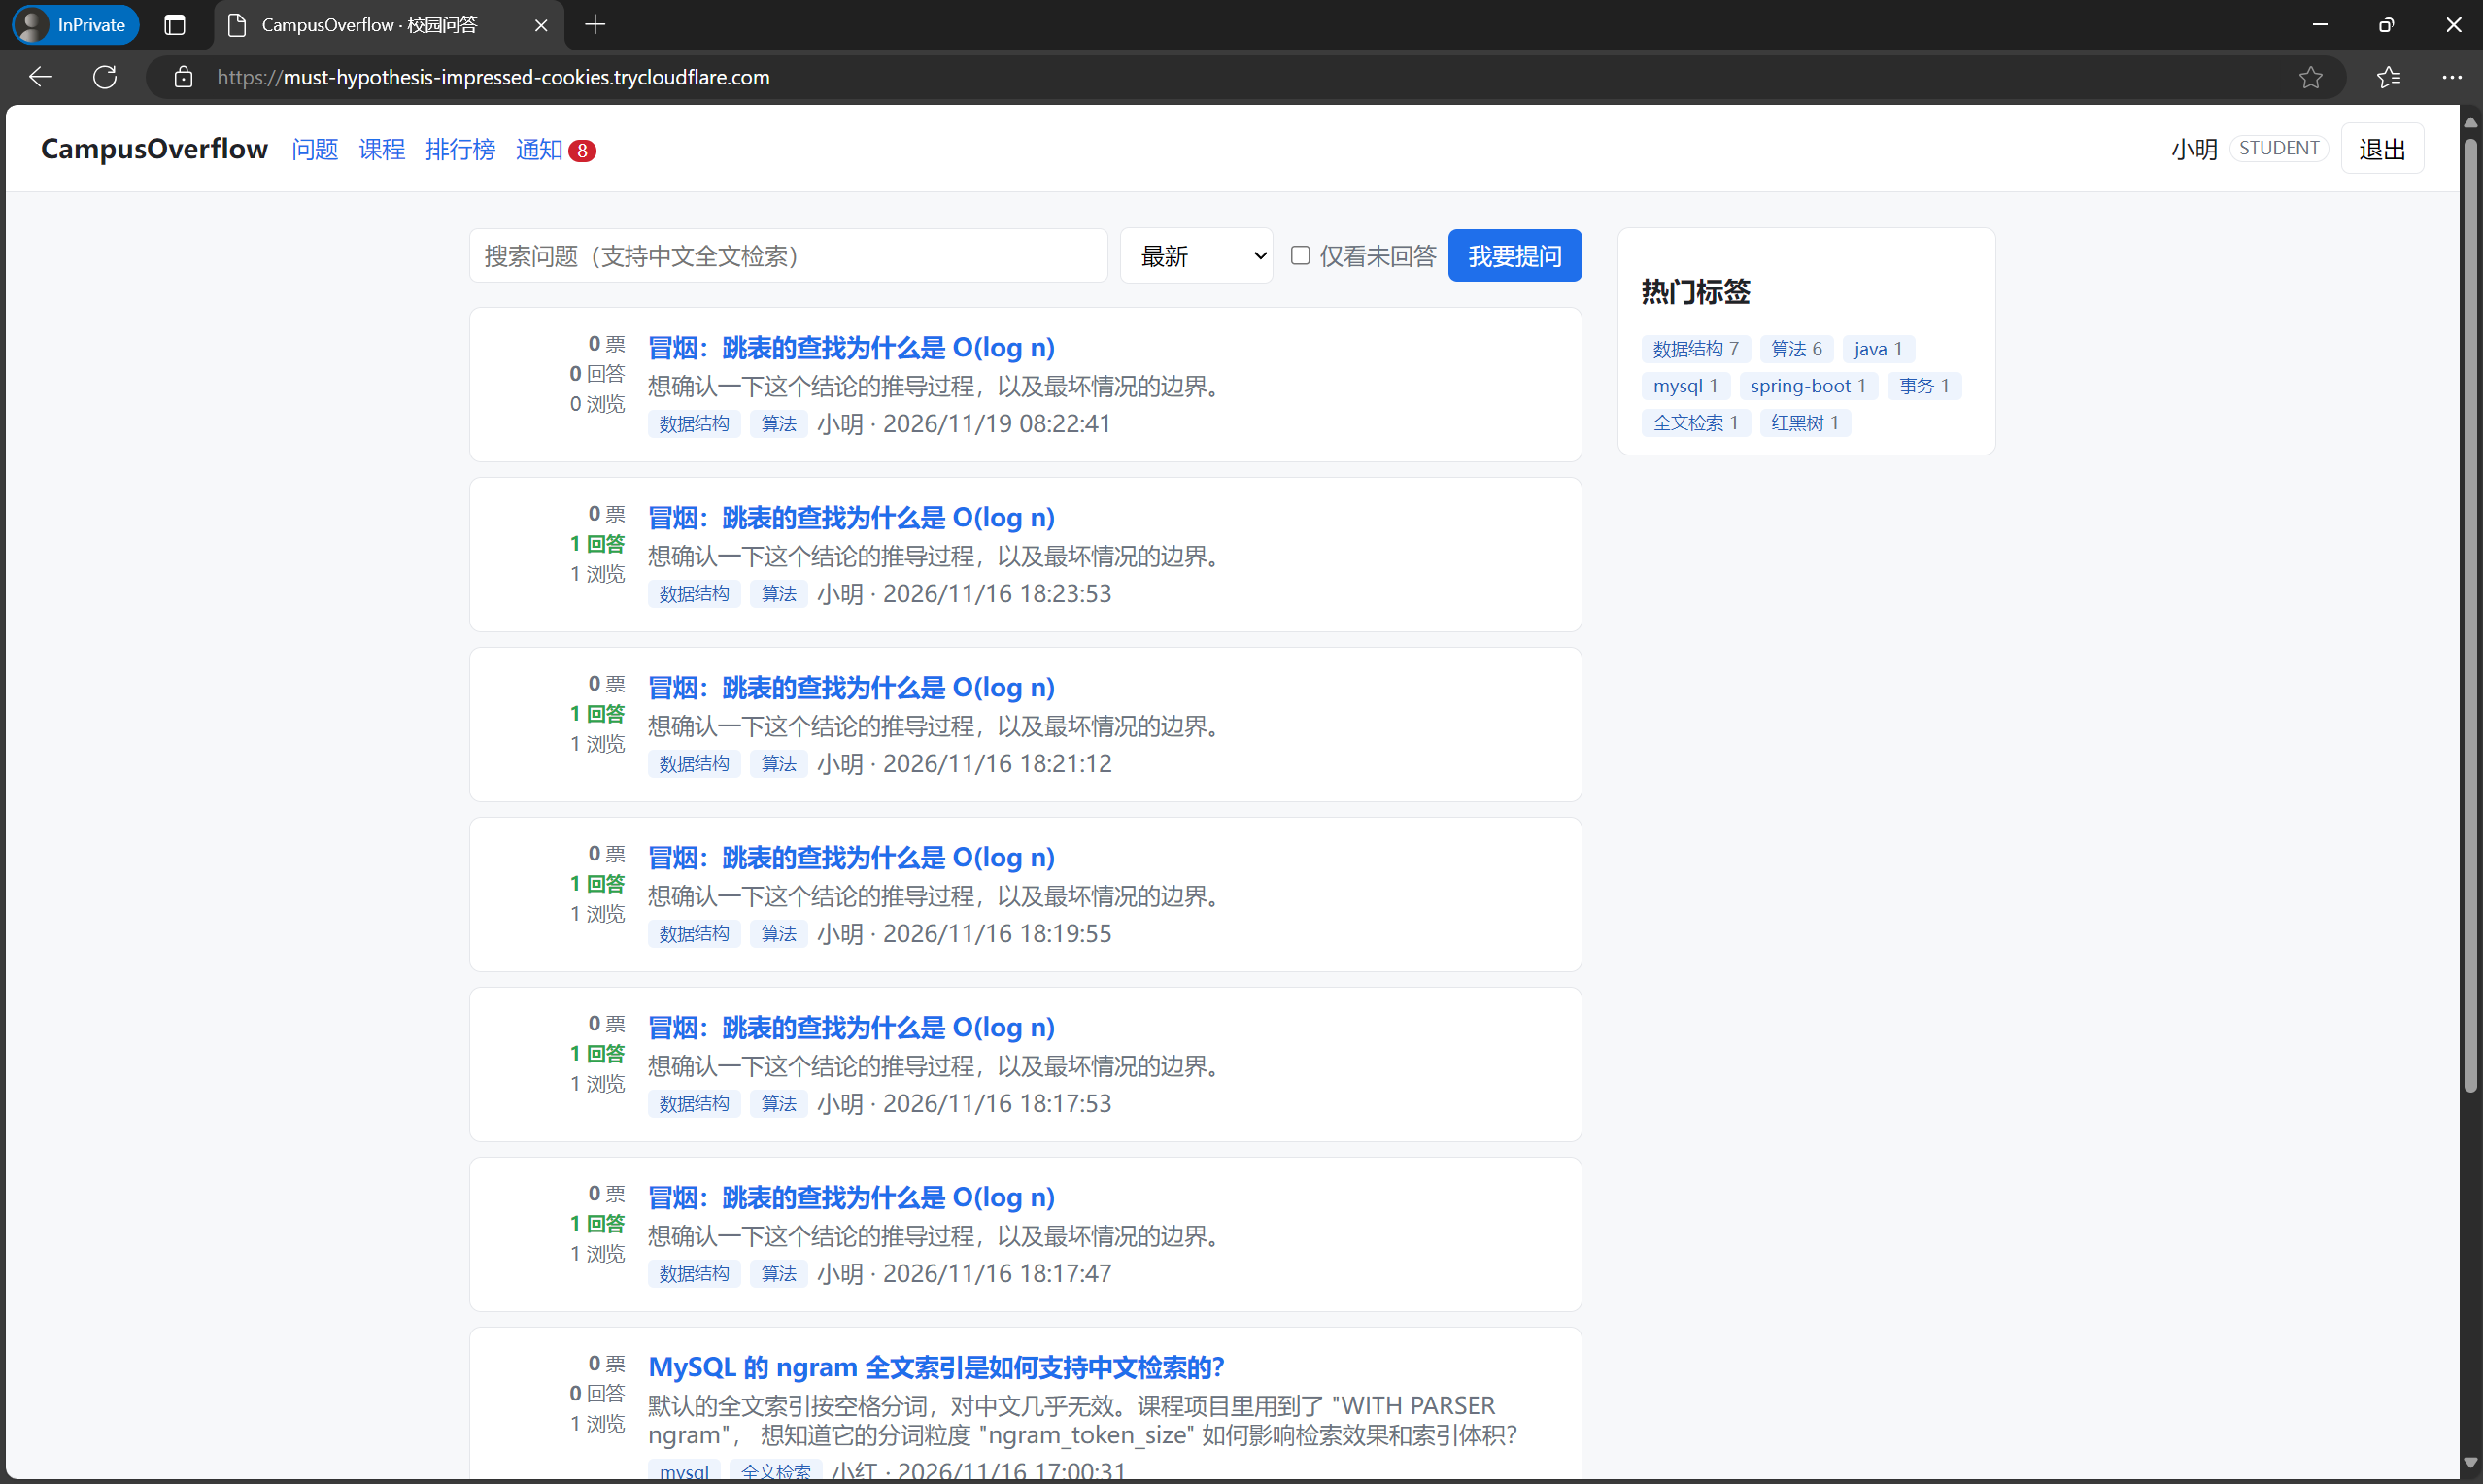 InPrivate
CampusOverflow · 校园问答
https://must-hypothesis-impressed-cookies.trycloudflare.com
CampusOverflow 问题 课程 排行榜 通知 8
小明 STUDENT 退出
搜索问题（支持中文全文检索） 最新 仅看未回答 我要提问
0 票
0 回答
0 浏览
冒烟：跳表的查找为什么是 O(log n)
想确认一下这个结论的推导过程，以及最坏情况的边界。
数据结构 算法 小明 · 2026/11/19 08:22:41
0 票
1 回答
1 浏览
冒烟：跳表的查找为什么是 O(log n)
想确认一下这个结论的推导过程，以及最坏情况的边界。
数据结构 算法 小明 · 2026/11/16 18:23:53
0 票
1 回答
1 浏览
冒烟：跳表的查找为什么是 O(log n)
想确认一下这个结论的推导过程，以及最坏情况的边界。
数据结构 算法 小明 · 2026/11/16 18:21:12
0 票
1 回答
1 浏览
冒烟：跳表的查找为什么是 O(log n)
想确认一下这个结论的推导过程，以及最坏情况的边界。
数据结构 算法 小明 · 2026/11/16 18:19:55
0 票
1 回答
1 浏览
冒烟：跳表的查找为什么是 O(log n)
想确认一下这个结论的推导过程，以及最坏情况的边界。
数据结构 算法 小明 · 2026/11/16 18:17:53
0 票
1 回答
1 浏览
冒烟：跳表的查找为什么是 O(log n)
想确认一下这个结论的推导过程，以及最坏情况的边界。
数据结构 算法 小明 · 2026/11/16 18:17:47
0 票
0 回答
1 浏览
MySQL 的 ngram 全文索引是如何支持中文检索的？
默认的全文索引按空格分词，对中文几乎无效。课程项目里用到了 "WITH PARSER
ngram"， 想知道它的分词粒度 "ngram_token_size" 如何影响检索效果和索引体积？
mysql 全文检索 小红 · 2026/11/16 17:00:31
热门标签
数据结构 7 算法 6 java 1
mysql 1 spring-boot 1 事务 1
全文检索 1 红黑树 1